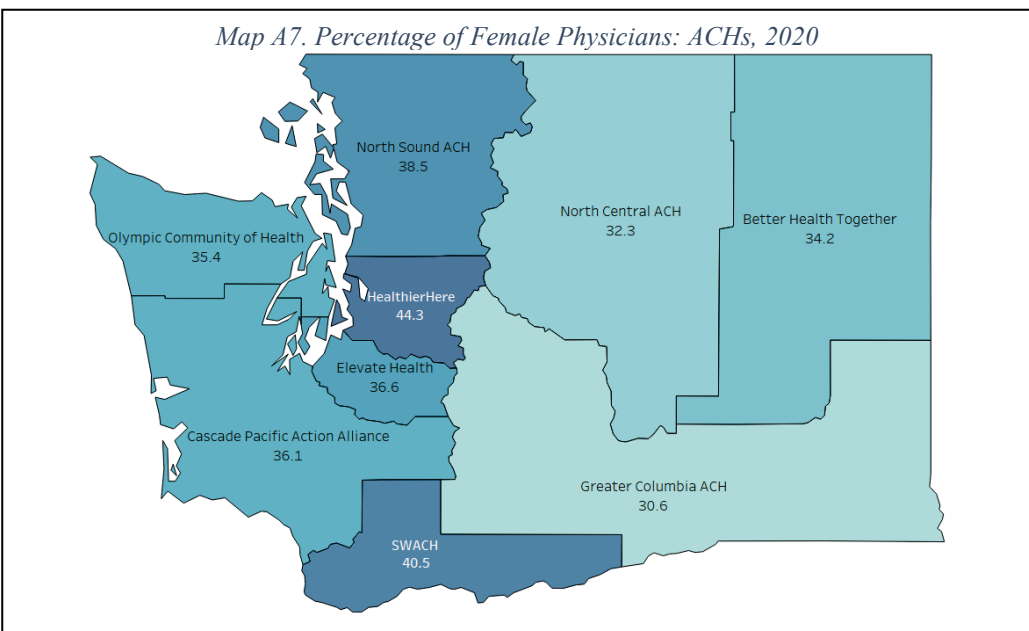 Map A7. Percentage of Female Physicians: ACHs, 2020
North Sound ACH
38.5
North Central ACH
32.3
Better Health Together
34.2
Olympic Community of Health
35.4
HealthierHere
44.3
Elevate Health
36.6
Cascade Pacific Action Alliance
36.1
Greater Columbia ACH
30.6
SWACH
40.5